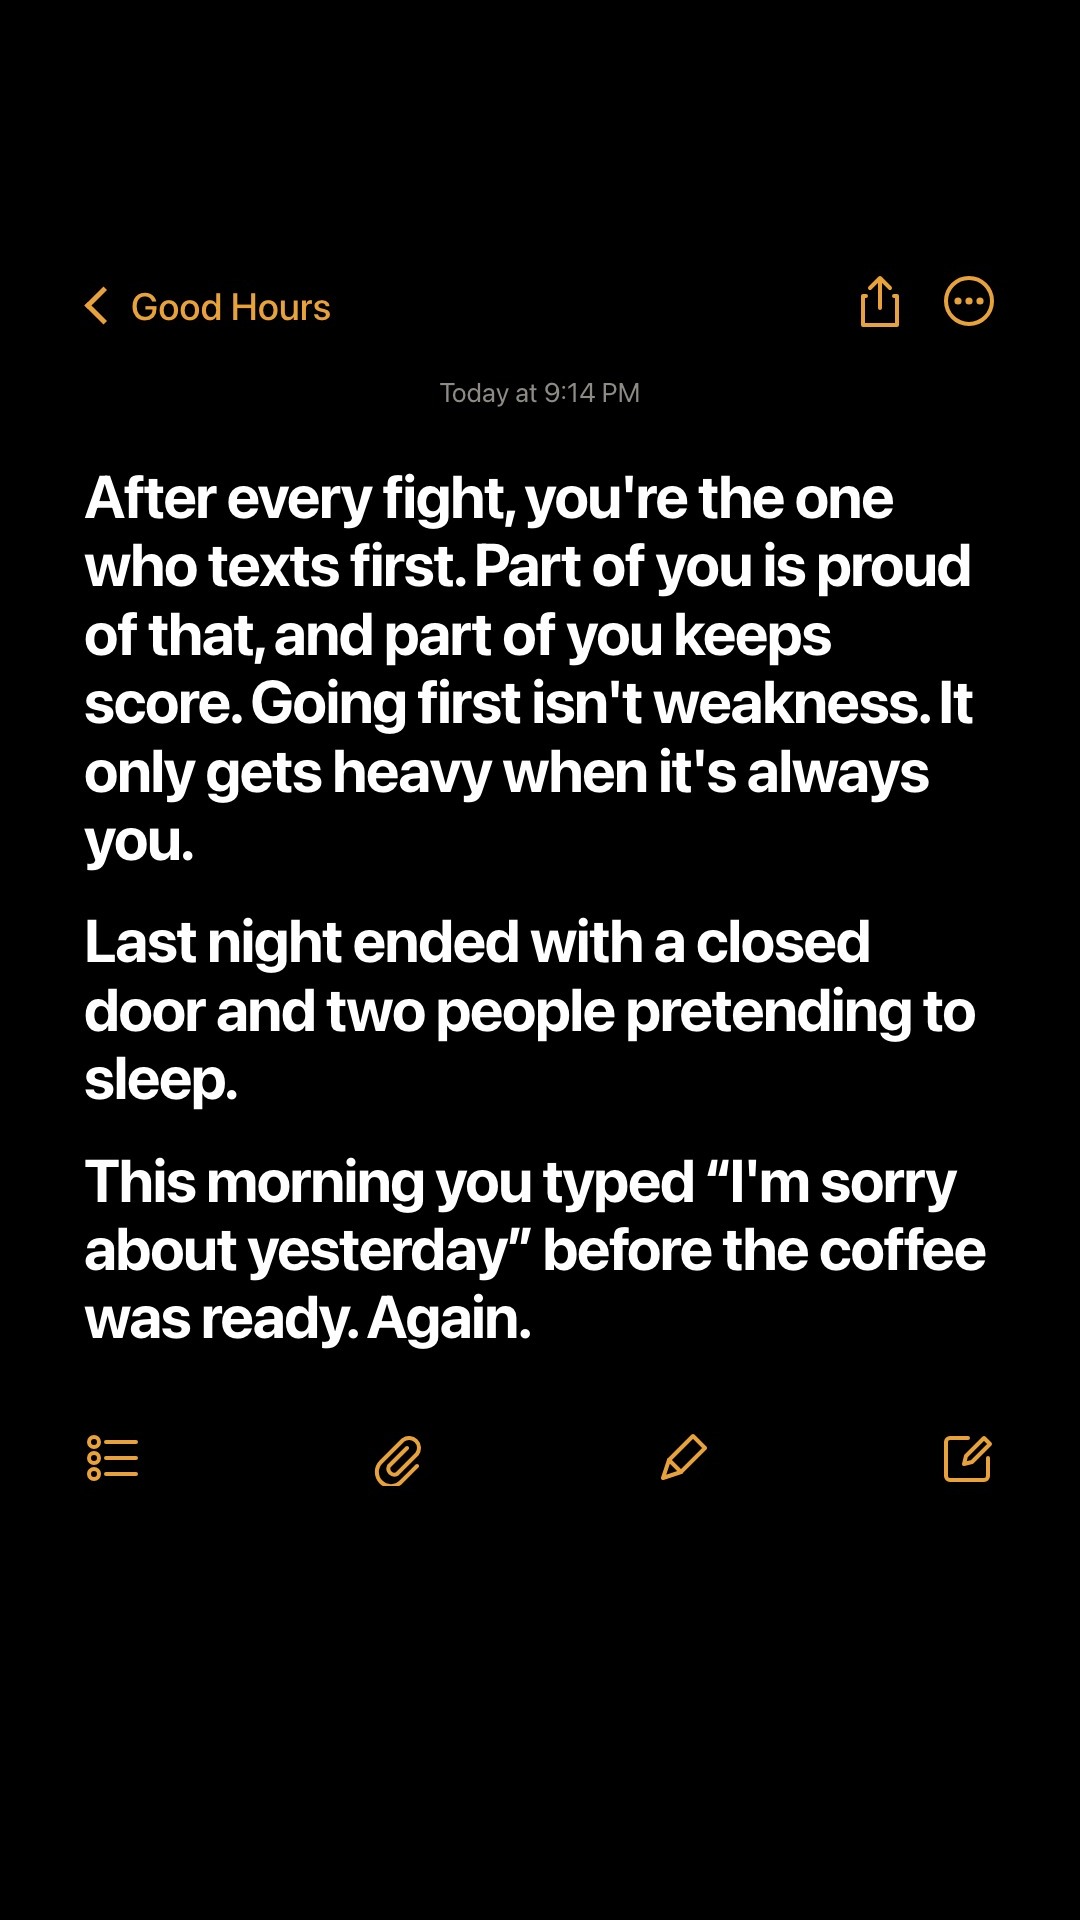 Good Hours
Today at 9:14 PM
After every fight, you're the one
who texts first. Part of you is proud
of that, and part of you keeps
score. Going first isn't weakness. It
only gets heavy when it's always
you.
Last night ended with a closed
door and two people pretending to
sleep.
This morning you typed “I'm sorry
about yesterday” before the coffee
was ready. Again.